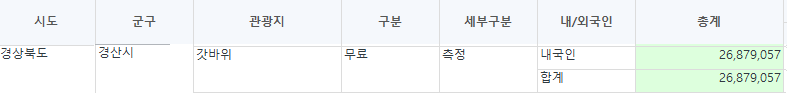 시도 군구 관광지 구분 세부구분 내/외국인 총계
경상북도 경산시 갓바위 무료 측정 내국인 26,879,057
합계 26,879,057